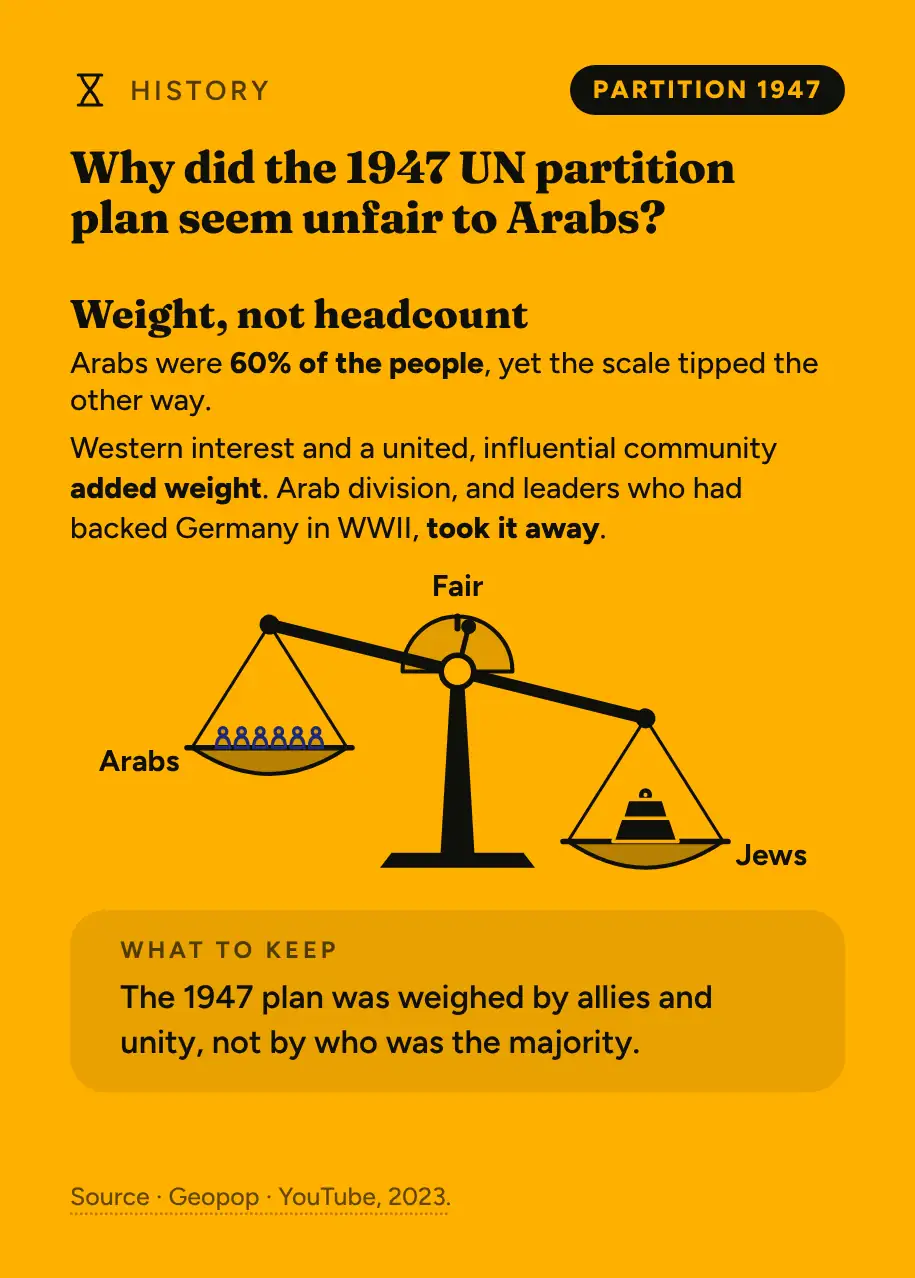 HISTORY
PARTITION 1947
Why did the 1947 UN partition
plan seem unfair to Arabs?
Weight, not headcount
Arabs were 60% of the people, yet the scale tipped the
other way.
Western interest and a united, influential community
added weight. Arab division, and leaders who had
backed Germany in WWII, took it away.
Fair
Arabs
Jews
WHAT TO KEEP
The 1947 plan was weighed by allies and
unity, not by who was the majority.
Source · Geopop · YouTube, 2023.